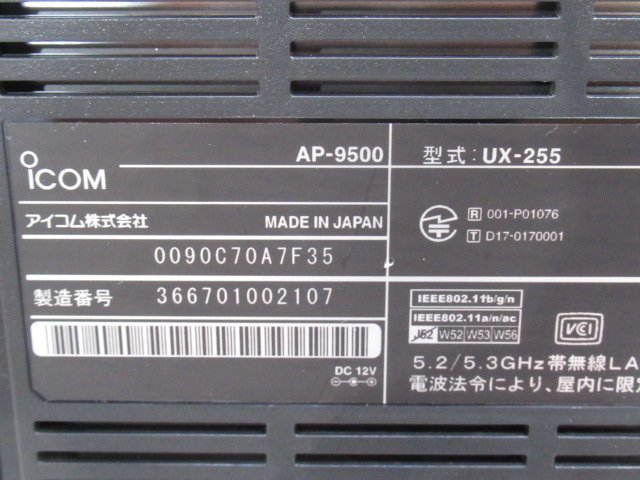 ICOM
AP-9500
アイコム株式会社
MADE IN JAPAN
0090C70A7F35
製造番号 366701002107
DC 12V
型式 : UX-255
R 001-P01076
T D17-0170001
IEEE802.11b/g/n
IEEE802.11a/n/ac
J52 W52 W53 W56
VCI
5.2/5.3GHz帯無線LA
電波法令により、屋内に限定